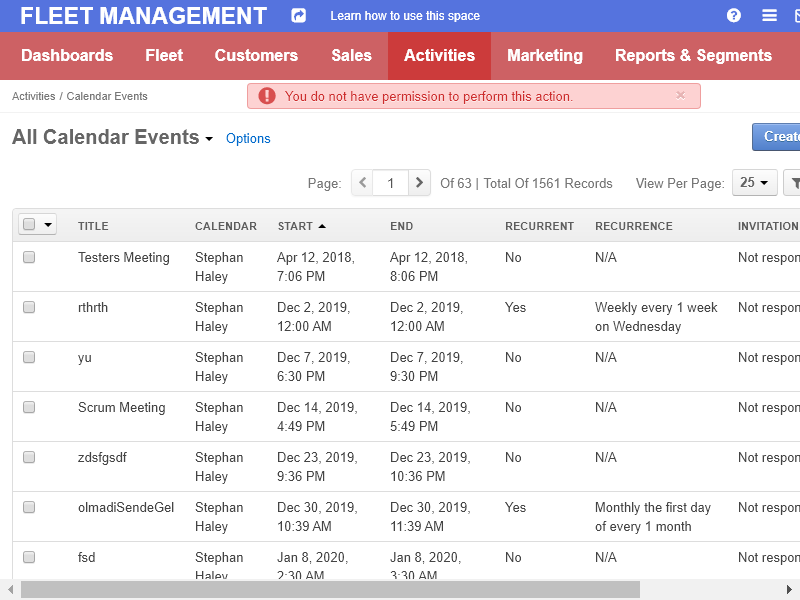 FLEET MANAGEMENT Learn how to use this space
Dashboards Fleet Customers Sales Activities Marketing Reports & Segments
Activities / Calendar Events
You do not have permission to perform this action.
All Calendar Events Options
Create
Page: 1 Of 63 | Total Of 1561 Records View Per Page: 25
TITLE CALENDAR START END RECURRENT RECURRENCE INVITATION
Testers Meeting Stephan Haley Apr 12, 2018, 7:06 PM Apr 12, 2018, 8:06 PM No N/A Not respon
rthrth Stephan Haley Dec 2, 2019, 12:00 AM Dec 2, 2019, 12:00 AM Yes Weekly every 1 week on Wednesday Not respon
yu Stephan Haley Dec 7, 2019, 6:30 PM Dec 7, 2019, 9:30 PM No N/A Not respon
Scrum Meeting Stephan Haley Dec 14, 2019, 4:49 PM Dec 14, 2019, 5:49 PM No N/A Not respon
zdsfgsdf Stephan Haley Dec 23, 2019, 9:36 PM Dec 23, 2019, 10:36 PM No N/A Not respon
olmadiSendeGel Stephan Haley Dec 30, 2019, 10:39 AM Dec 30, 2019, 11:39 AM Yes Monthly the first day of every 1 month Not respon
fsd Stephan Haley Jan 8, 2020, 2:30 AM Jan 8, 2020, 3:30 AM No N/A Not respon